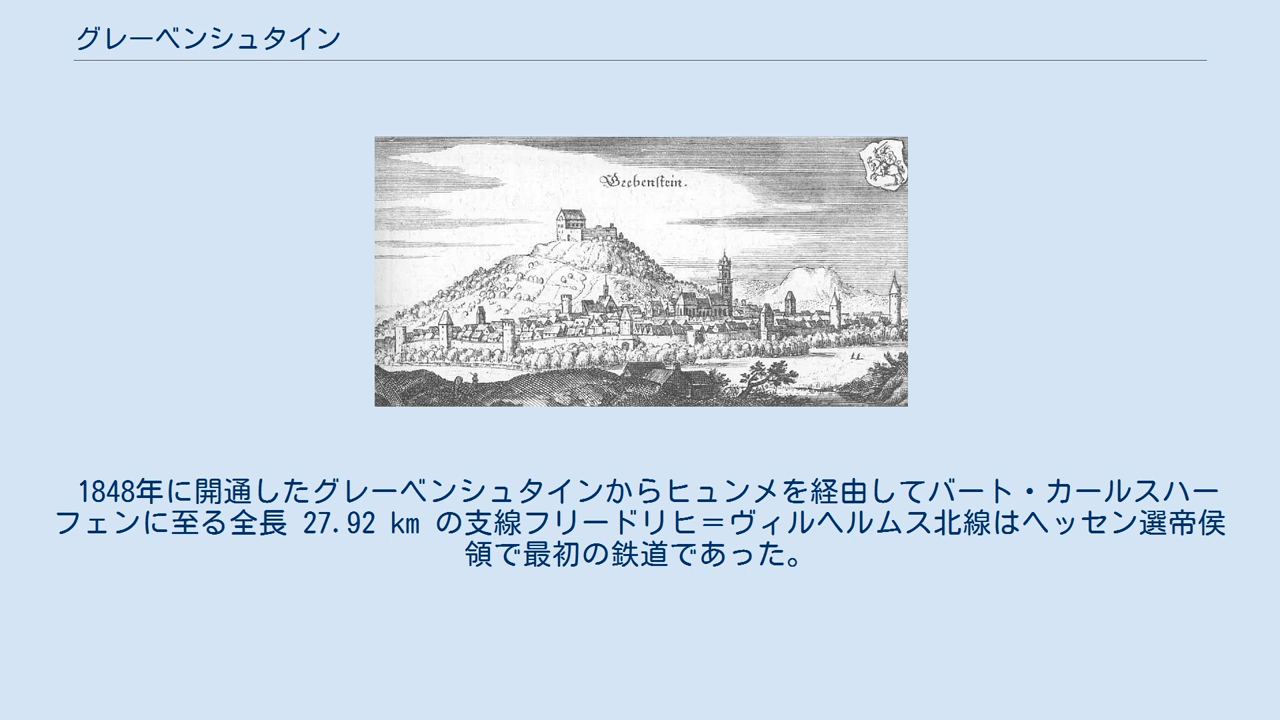 グレーベンシュタイン
Grebenstein.
1848年に開通したグレーベンシュタインからヒュンメを経由してバート・カールスハー
フェンに至る全長 27.92 km の支線フリードリヒ＝ヴィルヘルムス北線はヘッセン選帝侯
領で最初の鉄道であった。